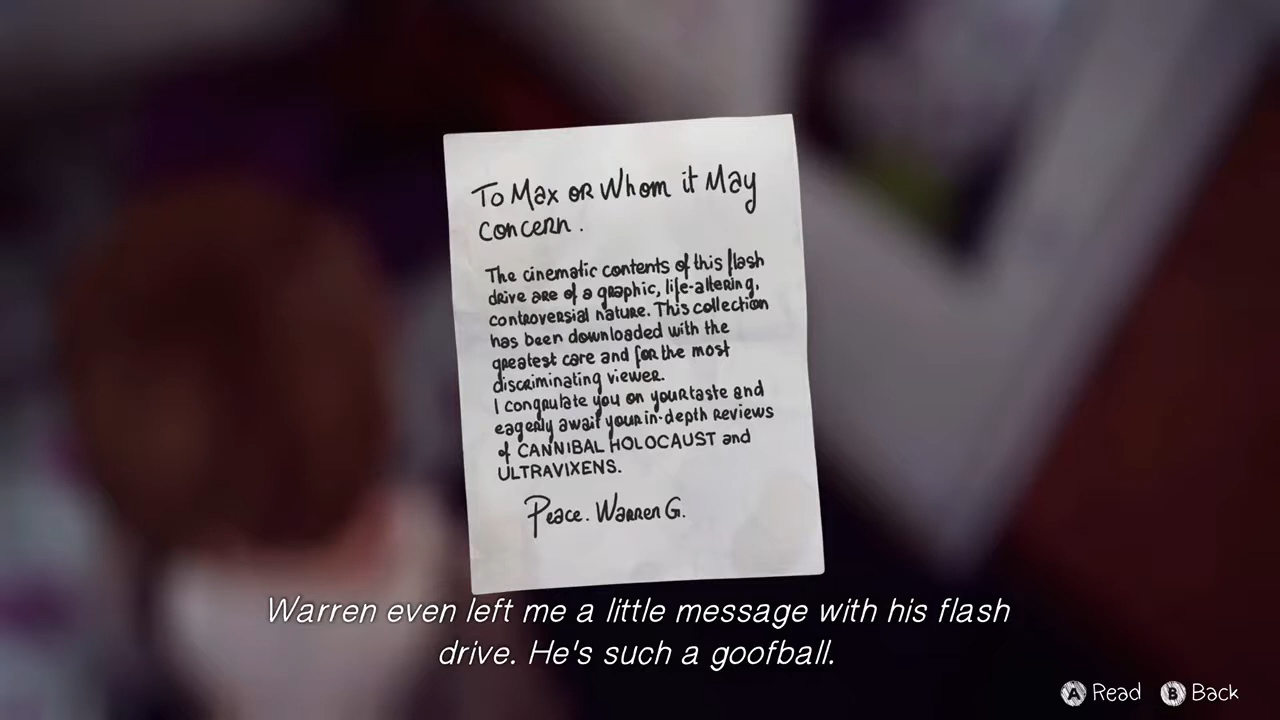 To Max or Whom it May
Concern.
The cinematic contents of this flash
drive are of a graphic, life-altering,
controversial nature. This collection
has been downloaded with the
greatest care and for the most
discriminating viewer.
I congrulate you on your taste and
eagerly await your in-depth reviews
of CANNIBAL HOLOCAUST and
ULTRAVIXENS.
Peace. Warren G.
Warren even left me a little message with his flash
drive. He's such a goofball.
A Read B Back